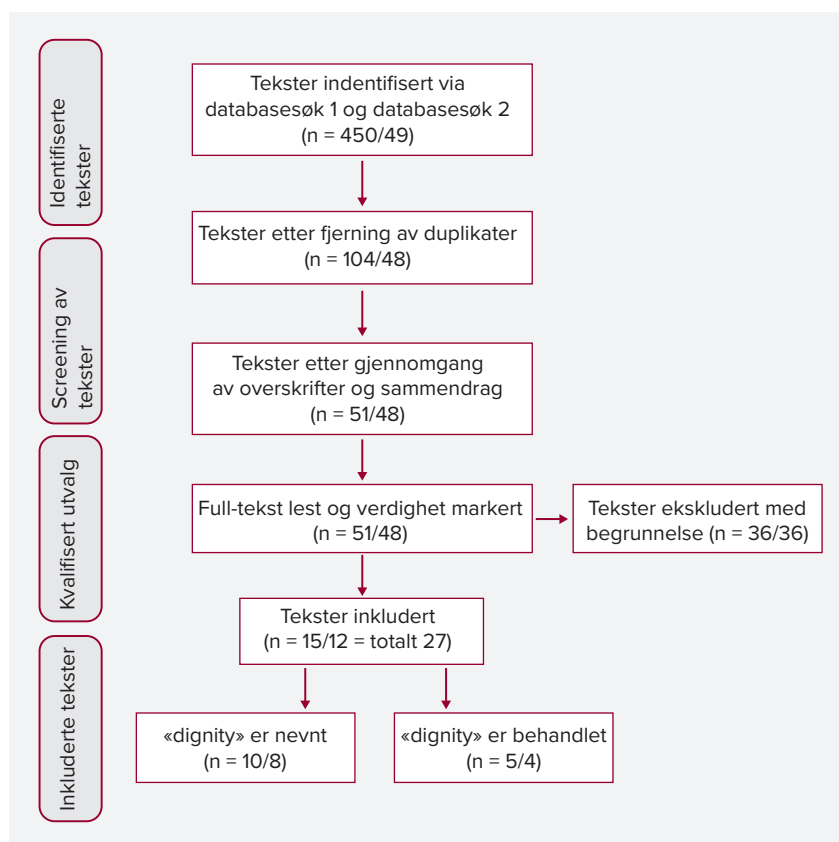 Identifiserte
tekster
Tekster indentifisert via
databasesøk 1 og databasesøk 2
(n = 450/49)
Screening av
tekster
Tekster etter fjerning av duplikater
(n = 104/48)
Tekster etter gjennomgang
av overskrifter og sammendrag
(n = 51/48)
Kvalifisert utvalg
Full-tekst lest og verdighet markert
(n = 51/48)
Tekster ekskludert med
begrunnelse (n = 36/36)
Inkluderte tekster
Tekster inkludert
(n = 15/12 = totalt 27)
«dignity» er nevnt
(n = 10/8)
«dignity» er behandlet
(n = 5/4)